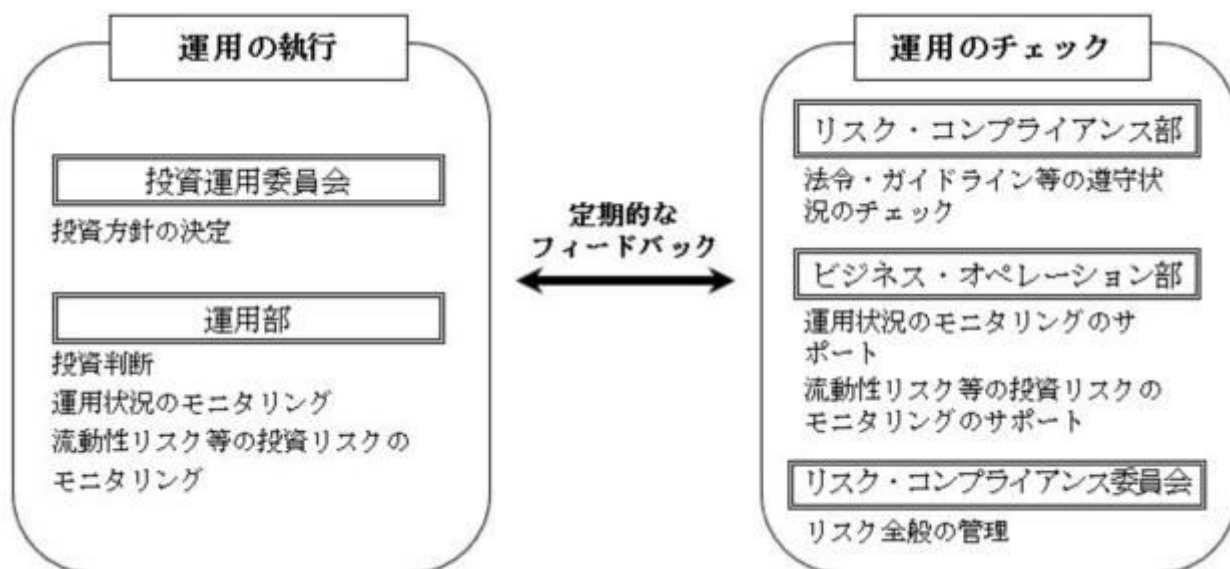 運用の執行
投資運用委員会
投資方針の決定
運用部
投資判断
運用状況のモニタリング
流動性リスク等の投資リスクの
モニタリング
定期的な
フィードバック
運用のチェック
リスク・コンプライアンス部
法令・ガイドライン等の遵守状
況のチェック
ビジネス・オペレーション部
運用状況のモニタリングのサ
ポート
流動性リスク等の投資リスクの
モニタリングのサポート
リスク・コンプライアンス委員会
リスク全般の管理